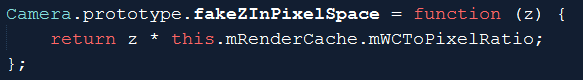 Camera.prototype.fakeZInPixelSpace = function (z) {
    return z * this.mRenderCache.mWCToPixelRatio;
};